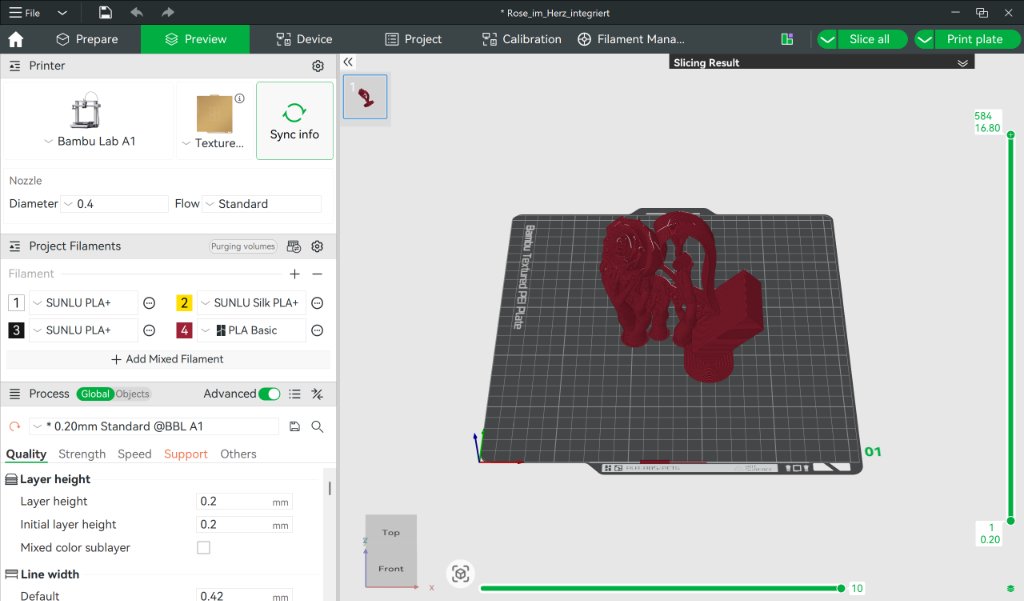 File
* Rose_im_Herz_integriert
Prepare
Preview
Device
Project
Calibration
Filament Mana...
Slice all
Print plate
Printer
Slicing Result
1
Bambu Lab A1
Texture...
Sync info
584
16.80
Nozzle
Diameter 0.4 Flow Standard
Project Filaments Purging volumes
Filament
1 SUNLU PLA+ 2 SUNLU Silk PLA+
3 SUNLU PLA+ 4 PLA Basic
+ Add Mixed Filament
Bambu Textured PEI Plate
Process Global Objects Advanced
* 0.20mm Standard @BBL A1
Quality Strength Speed Support Others
Layer height
Layer height 0.2 mm
Initial layer height 0.2 mm
Mixed color sublayer
Line width
Default 0.42 mm
01
Top
Front
z
x
1
0.20
10